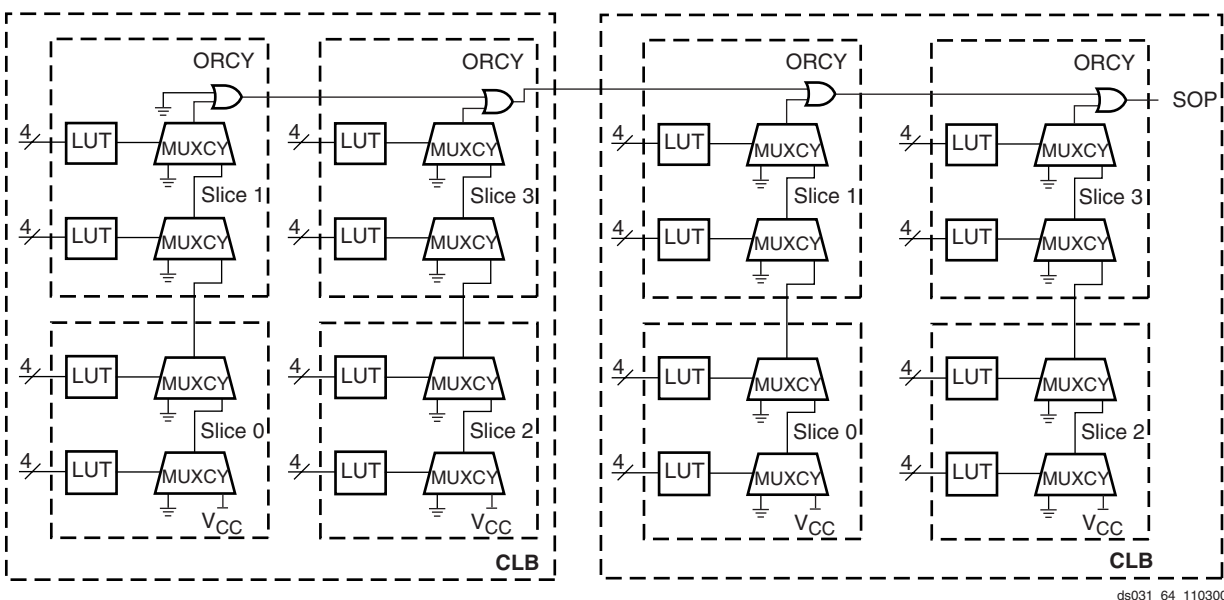 ORCY ORCY ORCY ORCY
SOP
4 LUT MUXCY 4 LUT MUXCY 4 LUT MUXCY 4 LUT MUXCY
Slice 1 Slice 3 Slice 1 Slice 3
4 LUT MUXCY 4 LUT MUXCY 4 LUT MUXCY 4 LUT MUXCY
4 LUT MUXCY 4 LUT MUXCY 4 LUT MUXCY 4 LUT MUXCY
Slice 0 Slice 2 Slice 0 Slice 2
4 LUT MUXCY 4 LUT MUXCY 4 LUT MUXCY 4 LUT MUXCY
VCC VCC VCC VCC
CLB CLB
ds031_64_110300